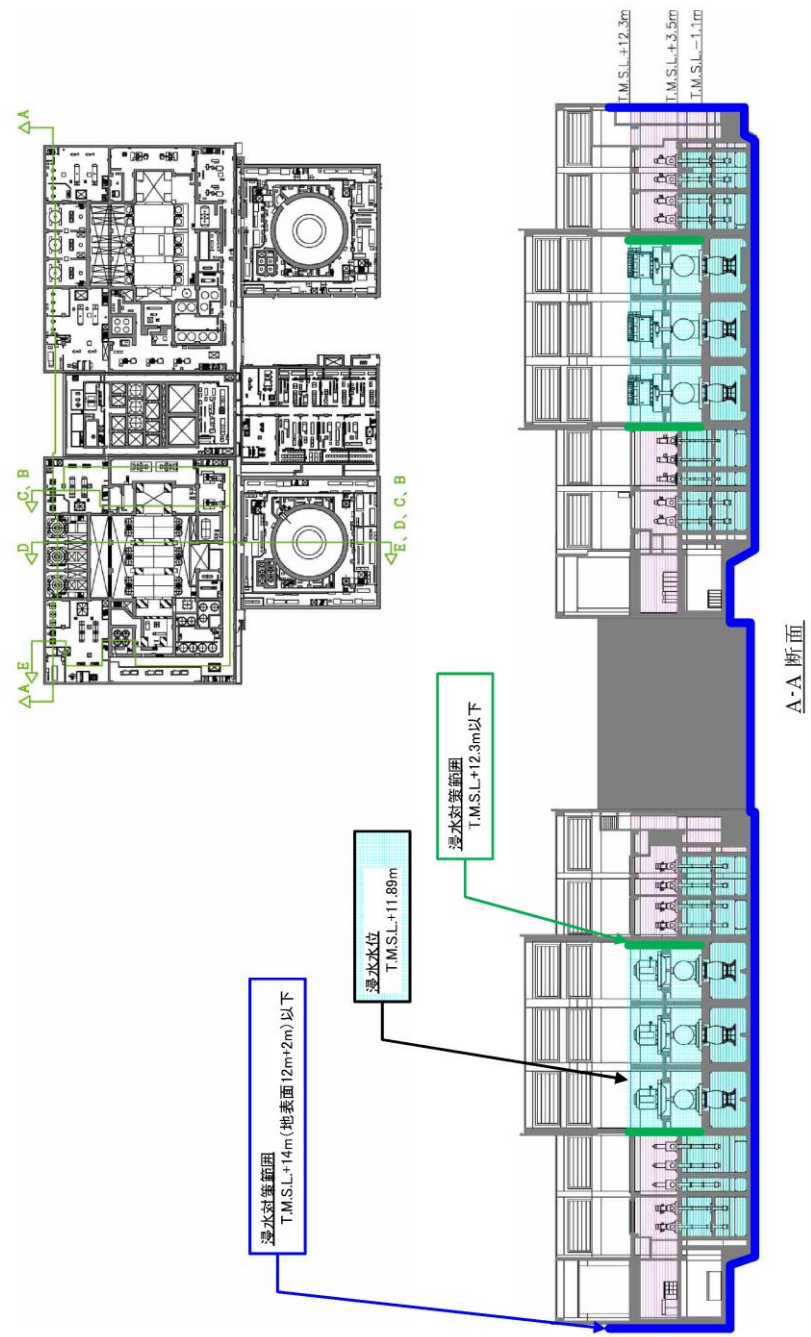 A
A
C、B
D
E
A
E、D、C、B
浸水対策範囲
T.M.S.L.+14m（地表面12m+2m）以下
浸水水位
T.M.S.L.+11.89m
浸水対策範囲
T.M.S.L.+12.3m以下
T.M.S.L.+12.3m
T.M.S.L.+3.5m
T.M.S.L.-1.1m
A-A 断面